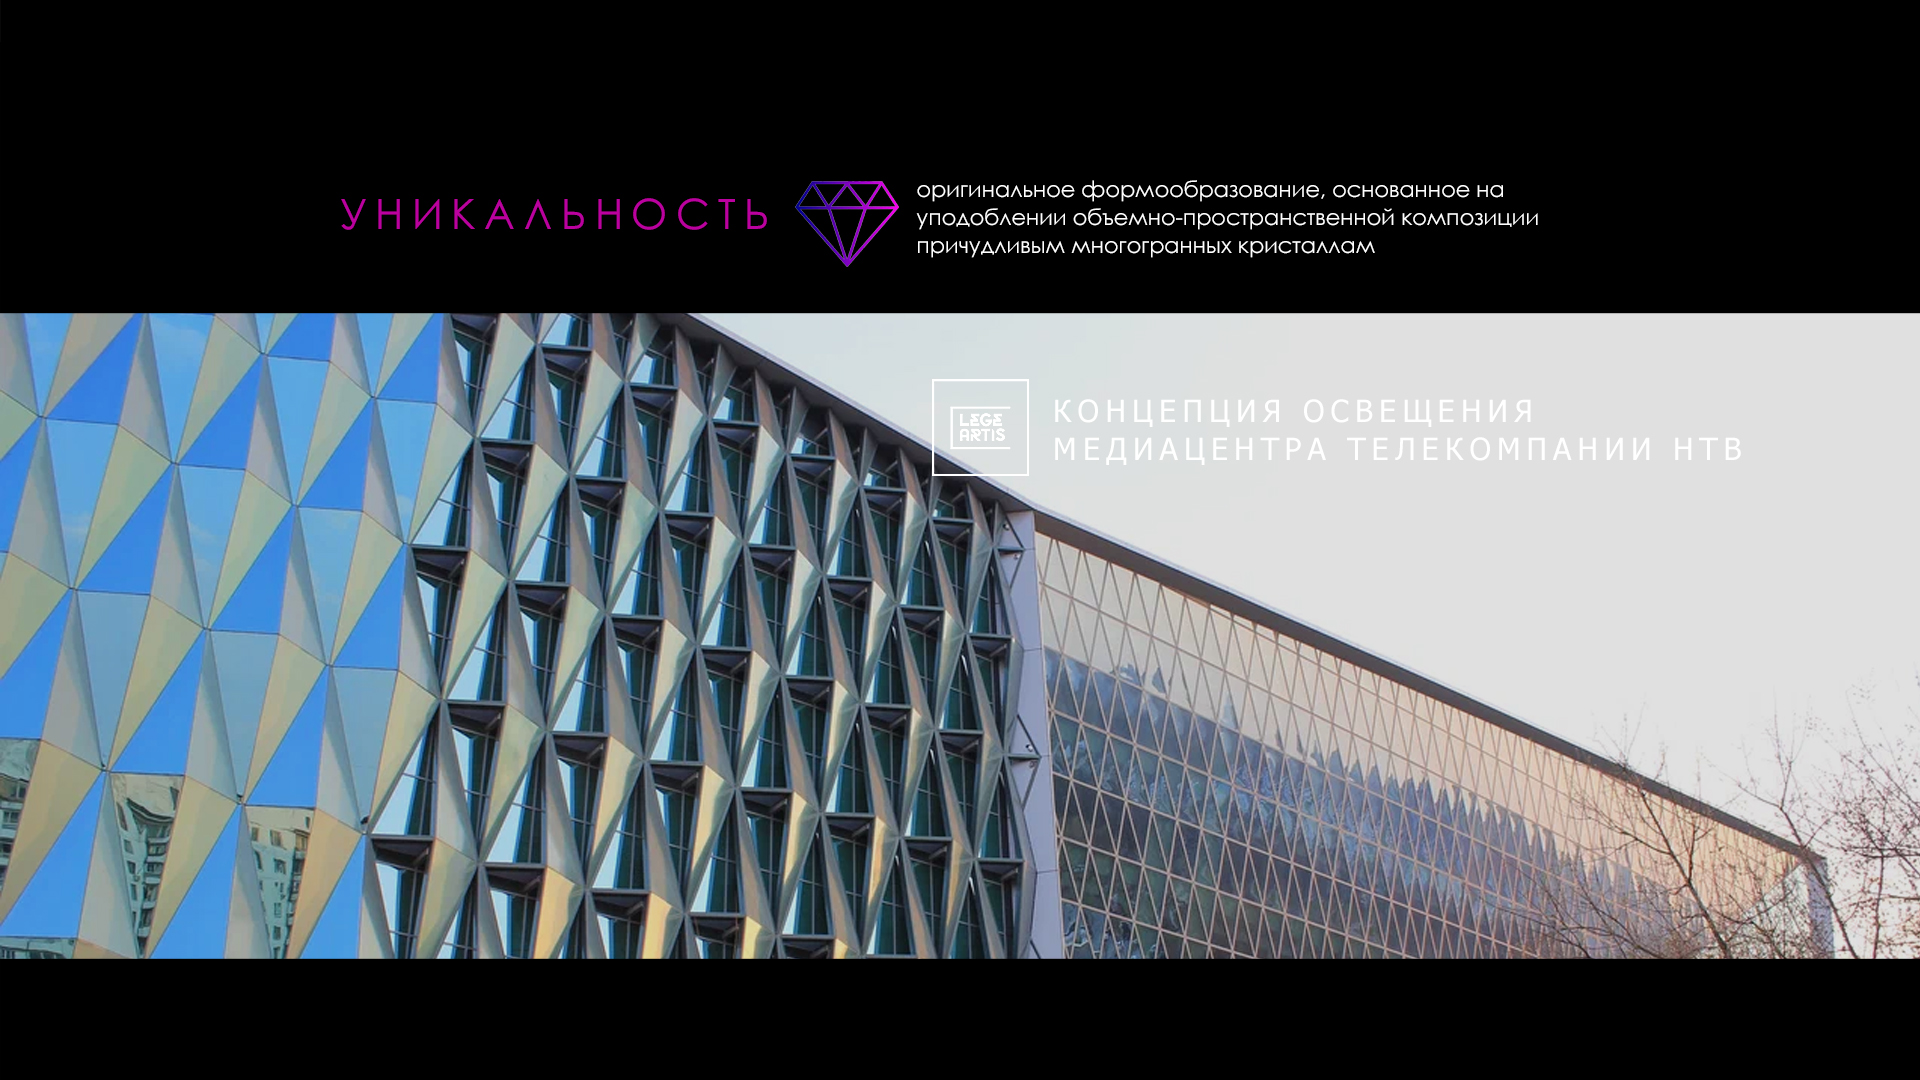 УНИКАЛЬНОСТЬ
оригинальное формообразование, основанное на
уподоблении объемно-пространственной композиции
причудливым многогранных кристаллам
LEGE
ARTIS
КОНЦЕПЦИЯ ОСВЕЩЕНИЯ
МЕДИАЦЕНТРА ТЕЛЕКОМПАНИИ НТВ